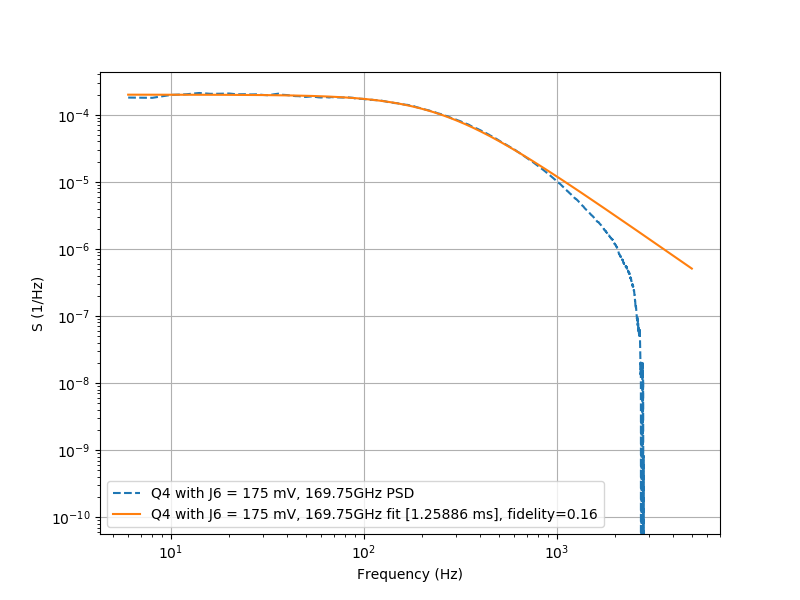 10⁻⁴
10⁻⁵
10⁻⁶
10⁻⁷
10⁻⁸
10⁻⁹
10⁻¹⁰
S (1/Hz)
Q4 with J6 = 175 mV, 169.75GHz PSD
Q4 with J6 = 175 mV, 169.75GHz fit [1.25886 ms], fidelity=0.16
10¹ 10² 10³
Frequency (Hz)